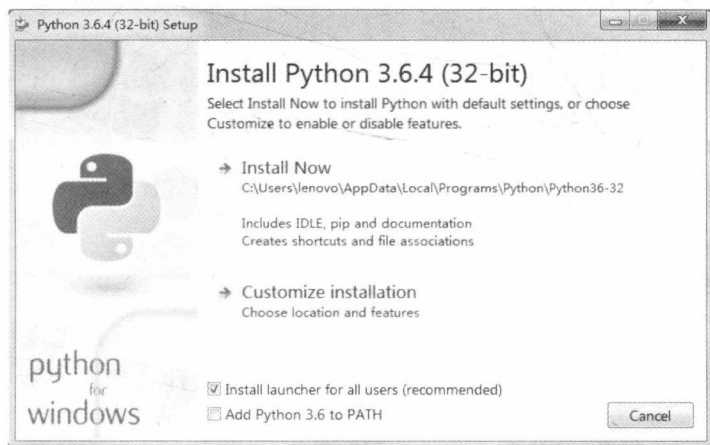 Python 3.6.4 (32-bit) Setup
Install Python 3.6.4 (32-bit)
Select Install Now to install Python with default settings, or choose
Customize to enable or disable features.
Install Now
C:\Users\lenovo\AppData\Local\Programs\Python\Python36-32
Includes IDLE, pip and documentation
Creates shortcuts and file associations
Customize installation
Choose location and features
python
for
windows
Install launcher for all users (recommended)
Add Python 3.6 to PATH
Cancel